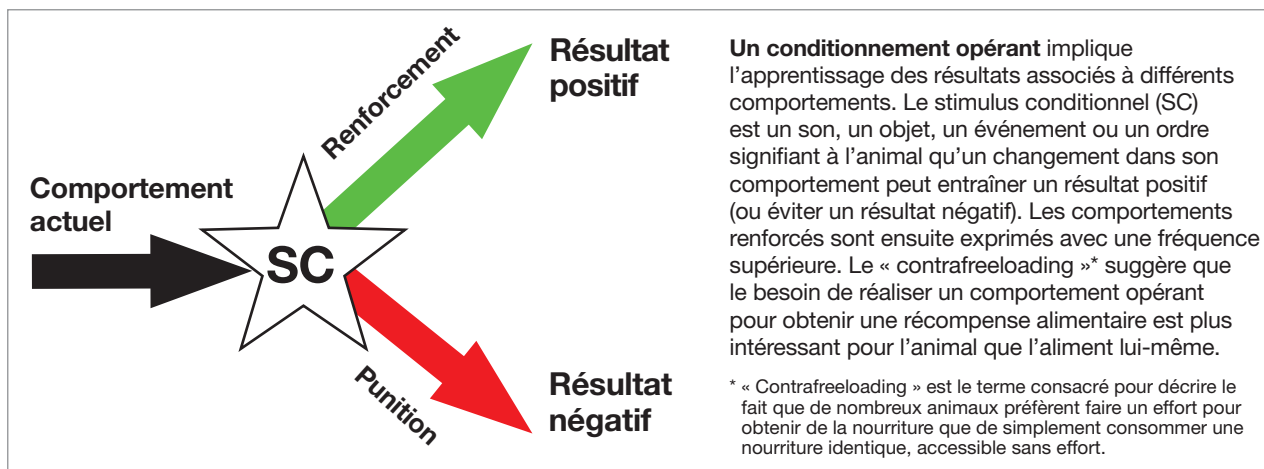 Comportement
actuel
SC
Renforcement
Résultat
positif
Punition
Résultat
négatif
Un conditionnement opérant implique
l’apprentissage des résultats associés à différents
comportements. Le stimulus conditionnel (SC)
est un son, un objet, un événement ou un ordre
signifiant à l’animal qu’un changement dans son
comportement peut entraîner un résultat positif
(ou éviter un résultat négatif). Les comportements
renforcés sont ensuite exprimés avec une fréquence
supérieure. Le « contrafreeloading »* suggère que
le besoin de réaliser un comportement opérant
pour obtenir une récompense alimentaire est plus
intéressant pour l’animal que l’aliment lui-même.
* « Contrafreeloading » est le terme consacré pour décrire le
fait que de nombreux animaux préfèrent faire un effort pour
obtenir de la nourriture que de simplement consommer une
nourriture identique, accessible sans effort.